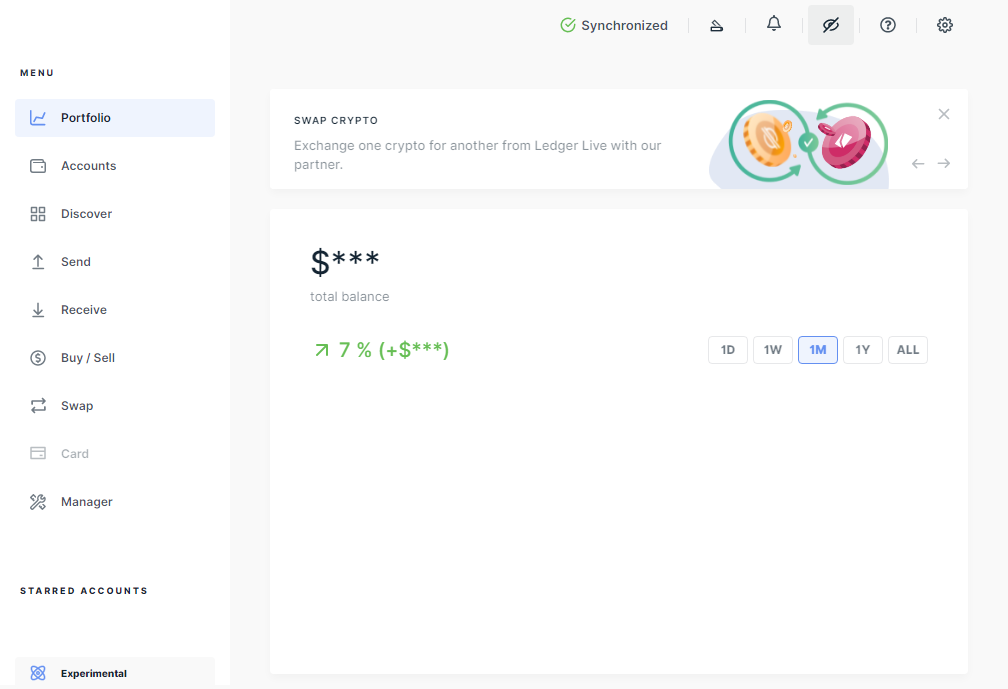 Synchronized
MENU
Portfolio
Accounts
Discover
Send
Receive
Buy / Sell
Swap
Card
Manager
STARRED ACCOUNTS
Experimental
SWAP CRYPTO
Exchange one crypto for another from Ledger Live with our
partner.
$***
total balance
7 % (+$***)
1D 1W 1M 1Y ALL